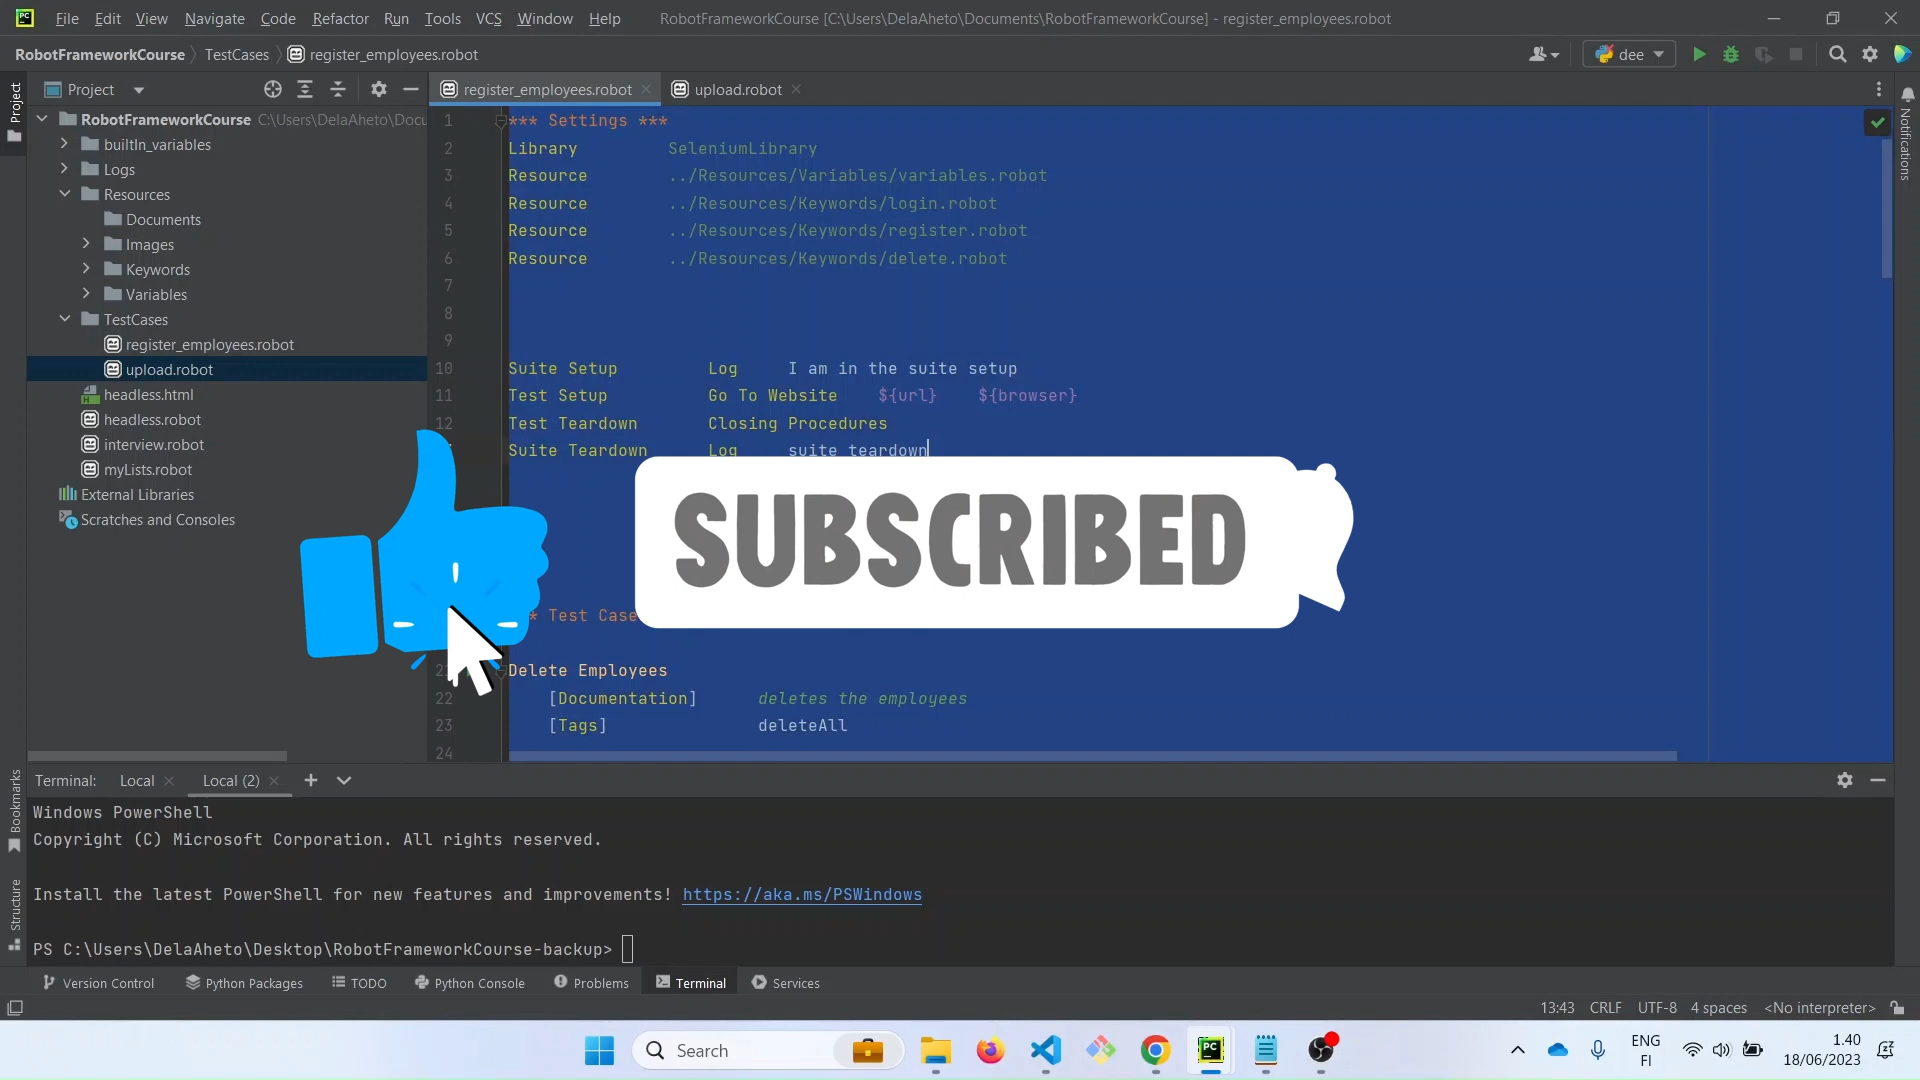 File Edit View Navigate Code Refactor Run Tools VCS Window Help RobotFrameworkCourse [C:\Users\DelaAheto\Documents\RobotFrameworkCourse] - register_employees.robot
RobotFrameworkCourse TestCases register_employees.robot dee
Project register_employees.robot upload.robot
Project
Notifications
RobotFrameworkCourse C:\Users\DelaAheto\Docu
builtIn_variables
Logs
Resources
Documents
Images
Keywords
Variables
TestCases
register_employees.robot
upload.robot
headless.html
headless.robot
interview.robot
myLists.robot
External Libraries
Scratches and Consoles
1 *** Settings ***
2 Library SeleniumLibrary
3 Resource ../Resources/Variables/variables.robot
4 Resource ../Resources/Keywords/login.robot
5 Resource ../Resources/Keywords/register.robot
6 Resource ../Resources/Keywords/delete.robot
7
8
9
10 Suite Setup Log I am in the suite setup
11 Test Setup Go To Website ${url} ${browser}
12 Test Teardown Closing Procedures
Suite Teardown Log suite teardown
SUBSCRIBED
* Test Case
21 Delete Employees
22 [Documentation] deletes the employees
23 [Tags] deleteAll
24
Terminal: Local Local (2)
Bookmarks
Structure
Windows PowerShell
Copyright (C) Microsoft Corporation. All rights reserved.
Install the latest PowerShell for new features and improvements! https://aka.ms/PSWindows
PS C:\Users\DelaAheto\Desktop\RobotFrameworkCourse-backup>
Version Control Python Packages TODO Python Console Problems Terminal Services
13:43 CRLF UTF-8 4 spaces <No interpreter>
Search
ENG
FI
1.40
18/06/2023